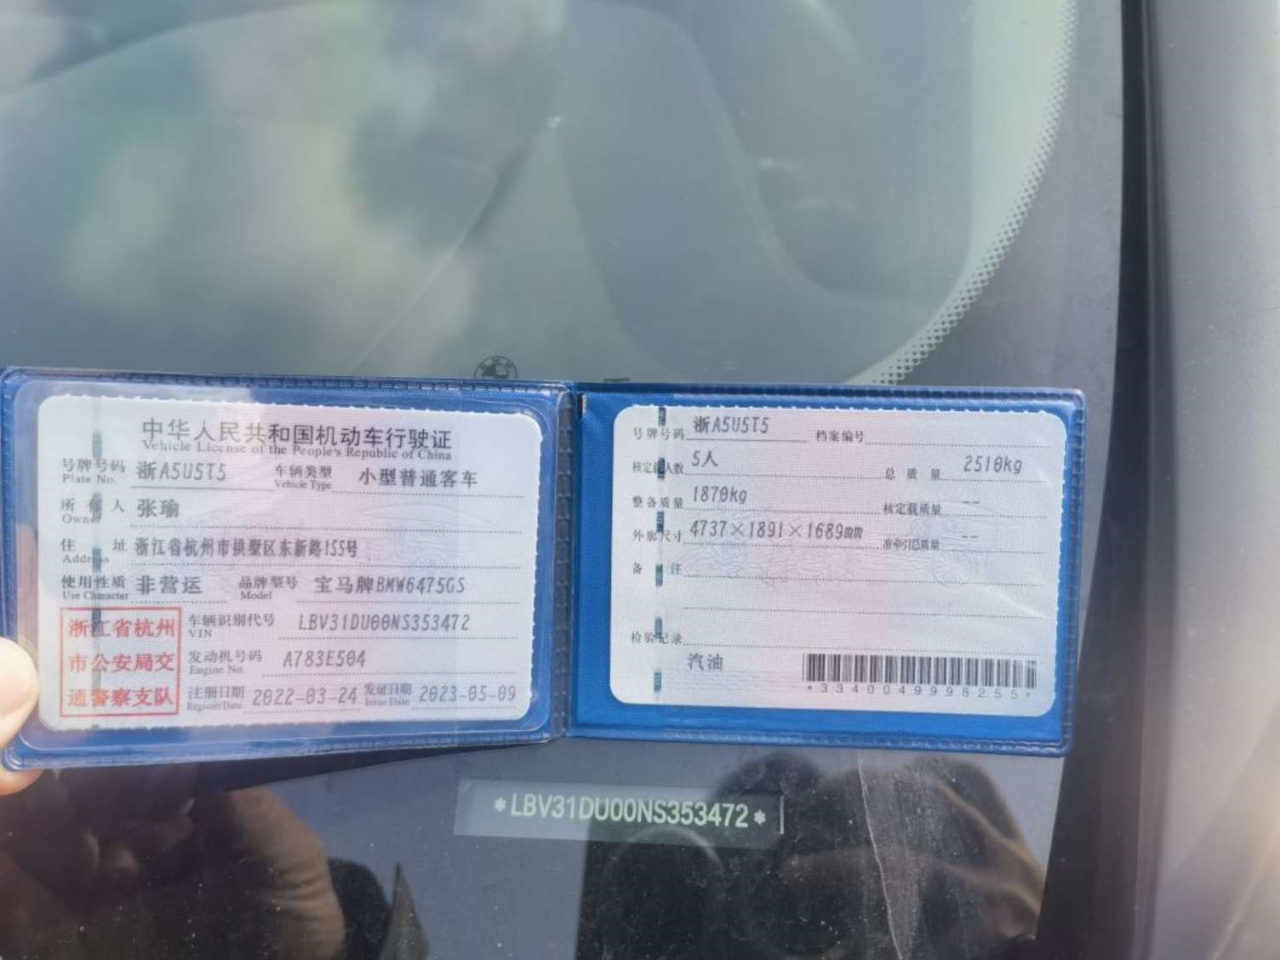 中华人民共和国机动车行驶证
Vehicle License of the People's Republic of China
号牌号码 浙A5U5T5 车辆类型 小型普通客车
Plate No. Vehicle Type
所有人 张瑜
Owner
住址 浙江省杭州市拱墅区东新路155号
Address
使用性质 非营运 品牌型号 宝马牌BMW6475GS
Use Character Model
浙江省杭州
市公安局交
通警察支队
车辆识别代号 LBV31DU00NS353472
VIN
发动机号码 A783E504
Engine No.
注册日期 2022-03-24 发证日期 2023-05-09
Register Date Issue Date
号牌号码 浙A5U5T5 档案编号
核定载人数 5人 总质量 2510kg
整备质量 1870kg 核定载质量 --
外廓尺寸 4737×1891×1689mm 准牵引总质量 --
备注
检验记录
汽油
*3340049998255*
*LBV31DU00NS353472*